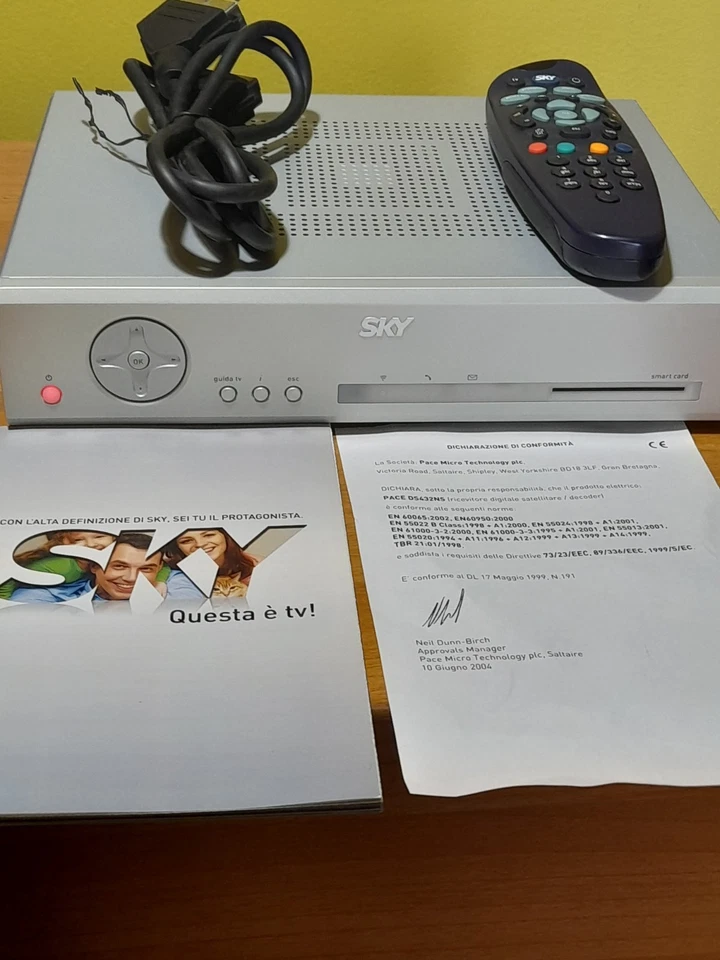 SKY
SKY
OK
guida tv
i
esc
smart card
CON L'ALTA DEFINIZIONE DI SKY, SEI TU IL PROTAGONISTA.
SKY
Questa è tv!
DICHIARAZIONE DI CONFORMITÀ
CE
La Società: Pace Micro Technology plc.
Victoria Road, Saltaire, Shipley, West Yorkshire BD18 3LF, Gran Bretagna,
DICHIARA, sotto la propria responsabilità, che il prodotto elettrico:
PACE DS432NS (ricevitore digitale satellitare / decoder)
è conforme alle seguenti norme:
EN 60065-2002, EN60950-2000
EN 55022 B Class:1998 + A1:2000, EN 55024:1998 + A1:2001,
EN 61000-3-2:2000, EN 61000-3-3:1995 + A1:2001, EN 55013:2001,
EN 55020:1994 + A11:1996 + A12:1999 + A13:1999 + A14:1999,
TBR 21:01/1998.
e soddisfa i requisiti delle Direttive 73/23/EEC, 89/336/EEC, 1999/5/EC.
E' conforme al DL 17 Maggio 1999, N.191
Neil Dunn-Birch
Approvals Manager
Pace Micro Technology plc, Saltaire
10 Giugno 2004